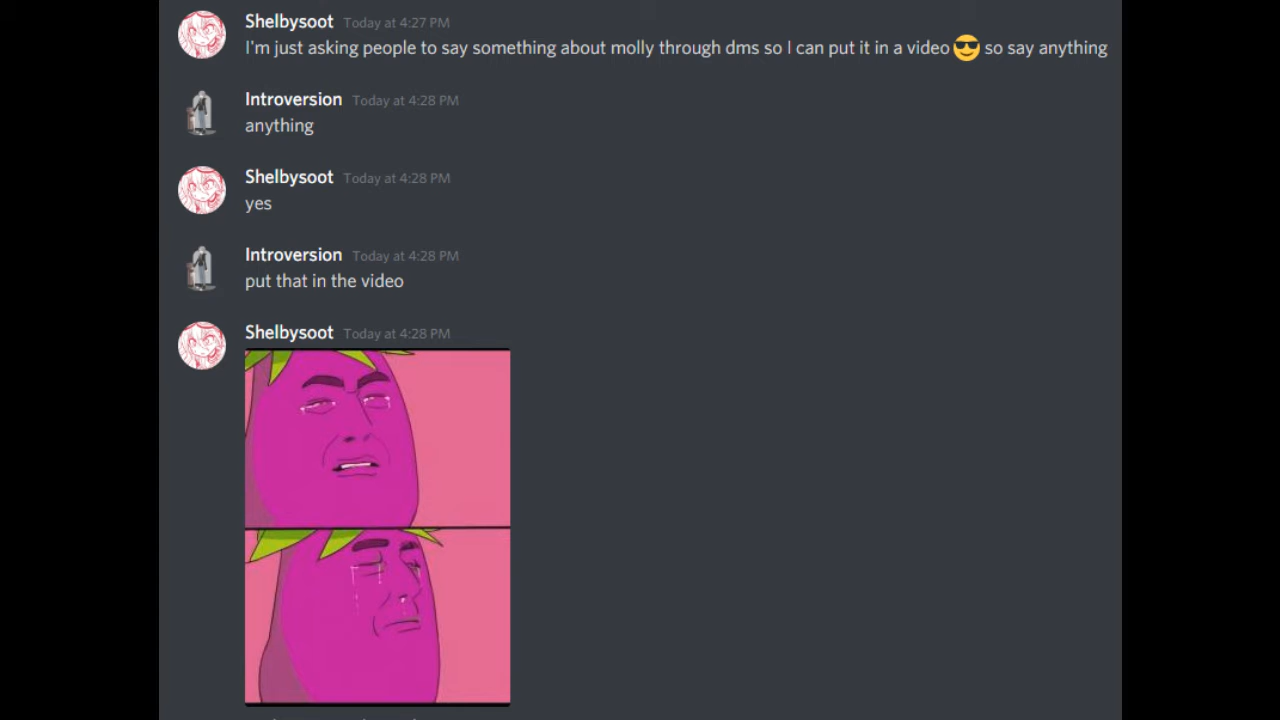 Shelbysoot Today at 4:27 PM
I'm just asking people to say something about molly through dms so I can put it in a video😎 so say anything
Introversion Today at 4:28 PM
anything
Shelbysoot Today at 4:28 PM
yes
Introversion Today at 4:28 PM
put that in the video
Shelbysoot Today at 4:28 PM